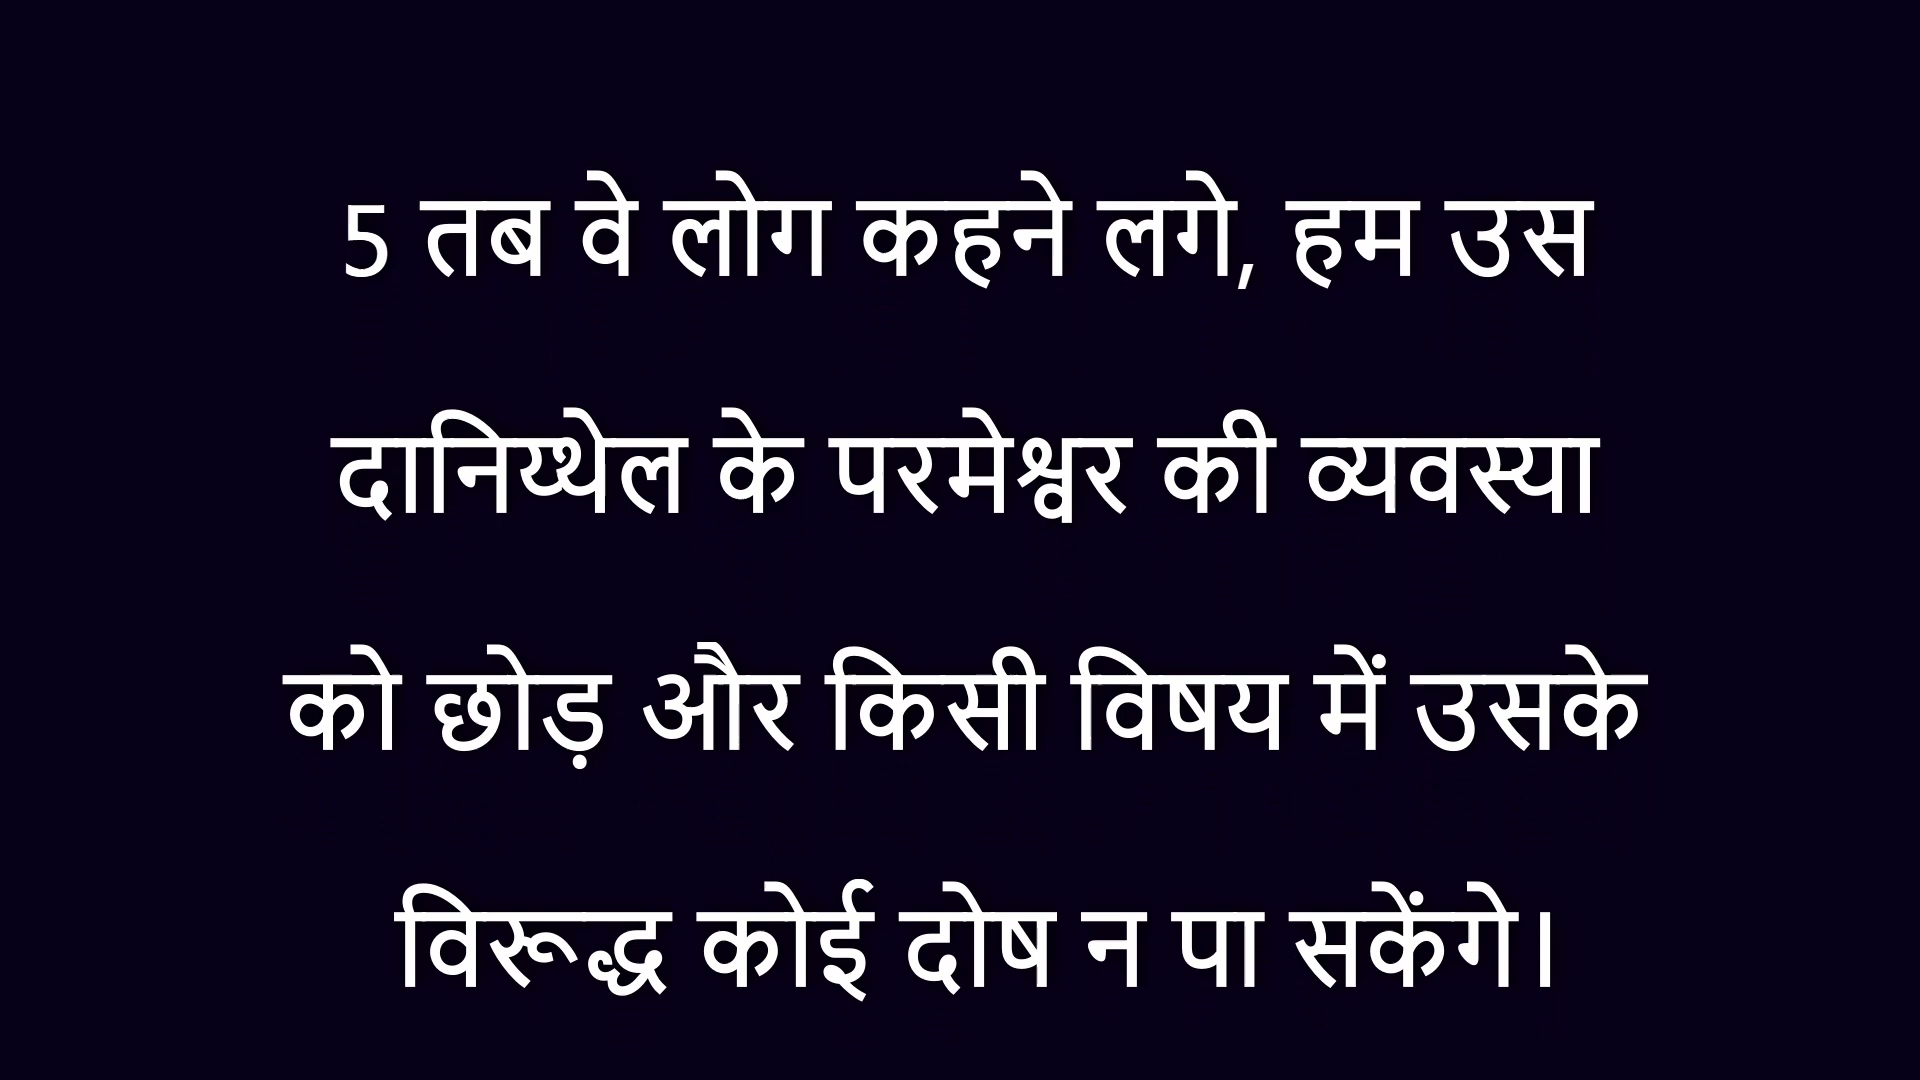 5 तब वे लोग कहने लगे, हम उस
दानिय्थेल के परमेश्वर की व्यवस्या
को छोड़ और किसी विषय में उसके
विरूद्ध कोई दोष न पा सकेंगे।